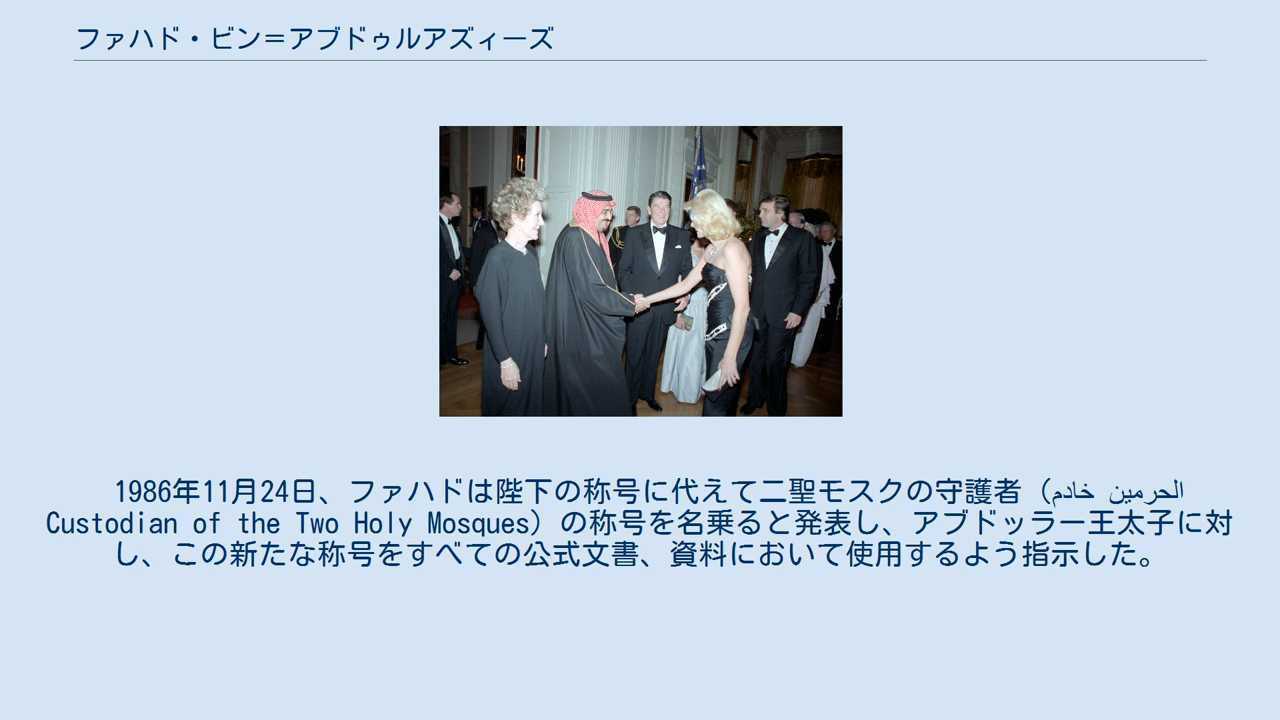 ファハド・ビン＝アブドゥルアズィーズ
1986年11月24日、ファハドは陛下の称号に代えて二聖モスクの守護者（خادم الحرمين
Custodian of the Two Holy Mosques）の称号を名乗ると発表し、アブドッラー王太子に対
し、この新たな称号をすべての公式文書、資料において使用するよう指示した。